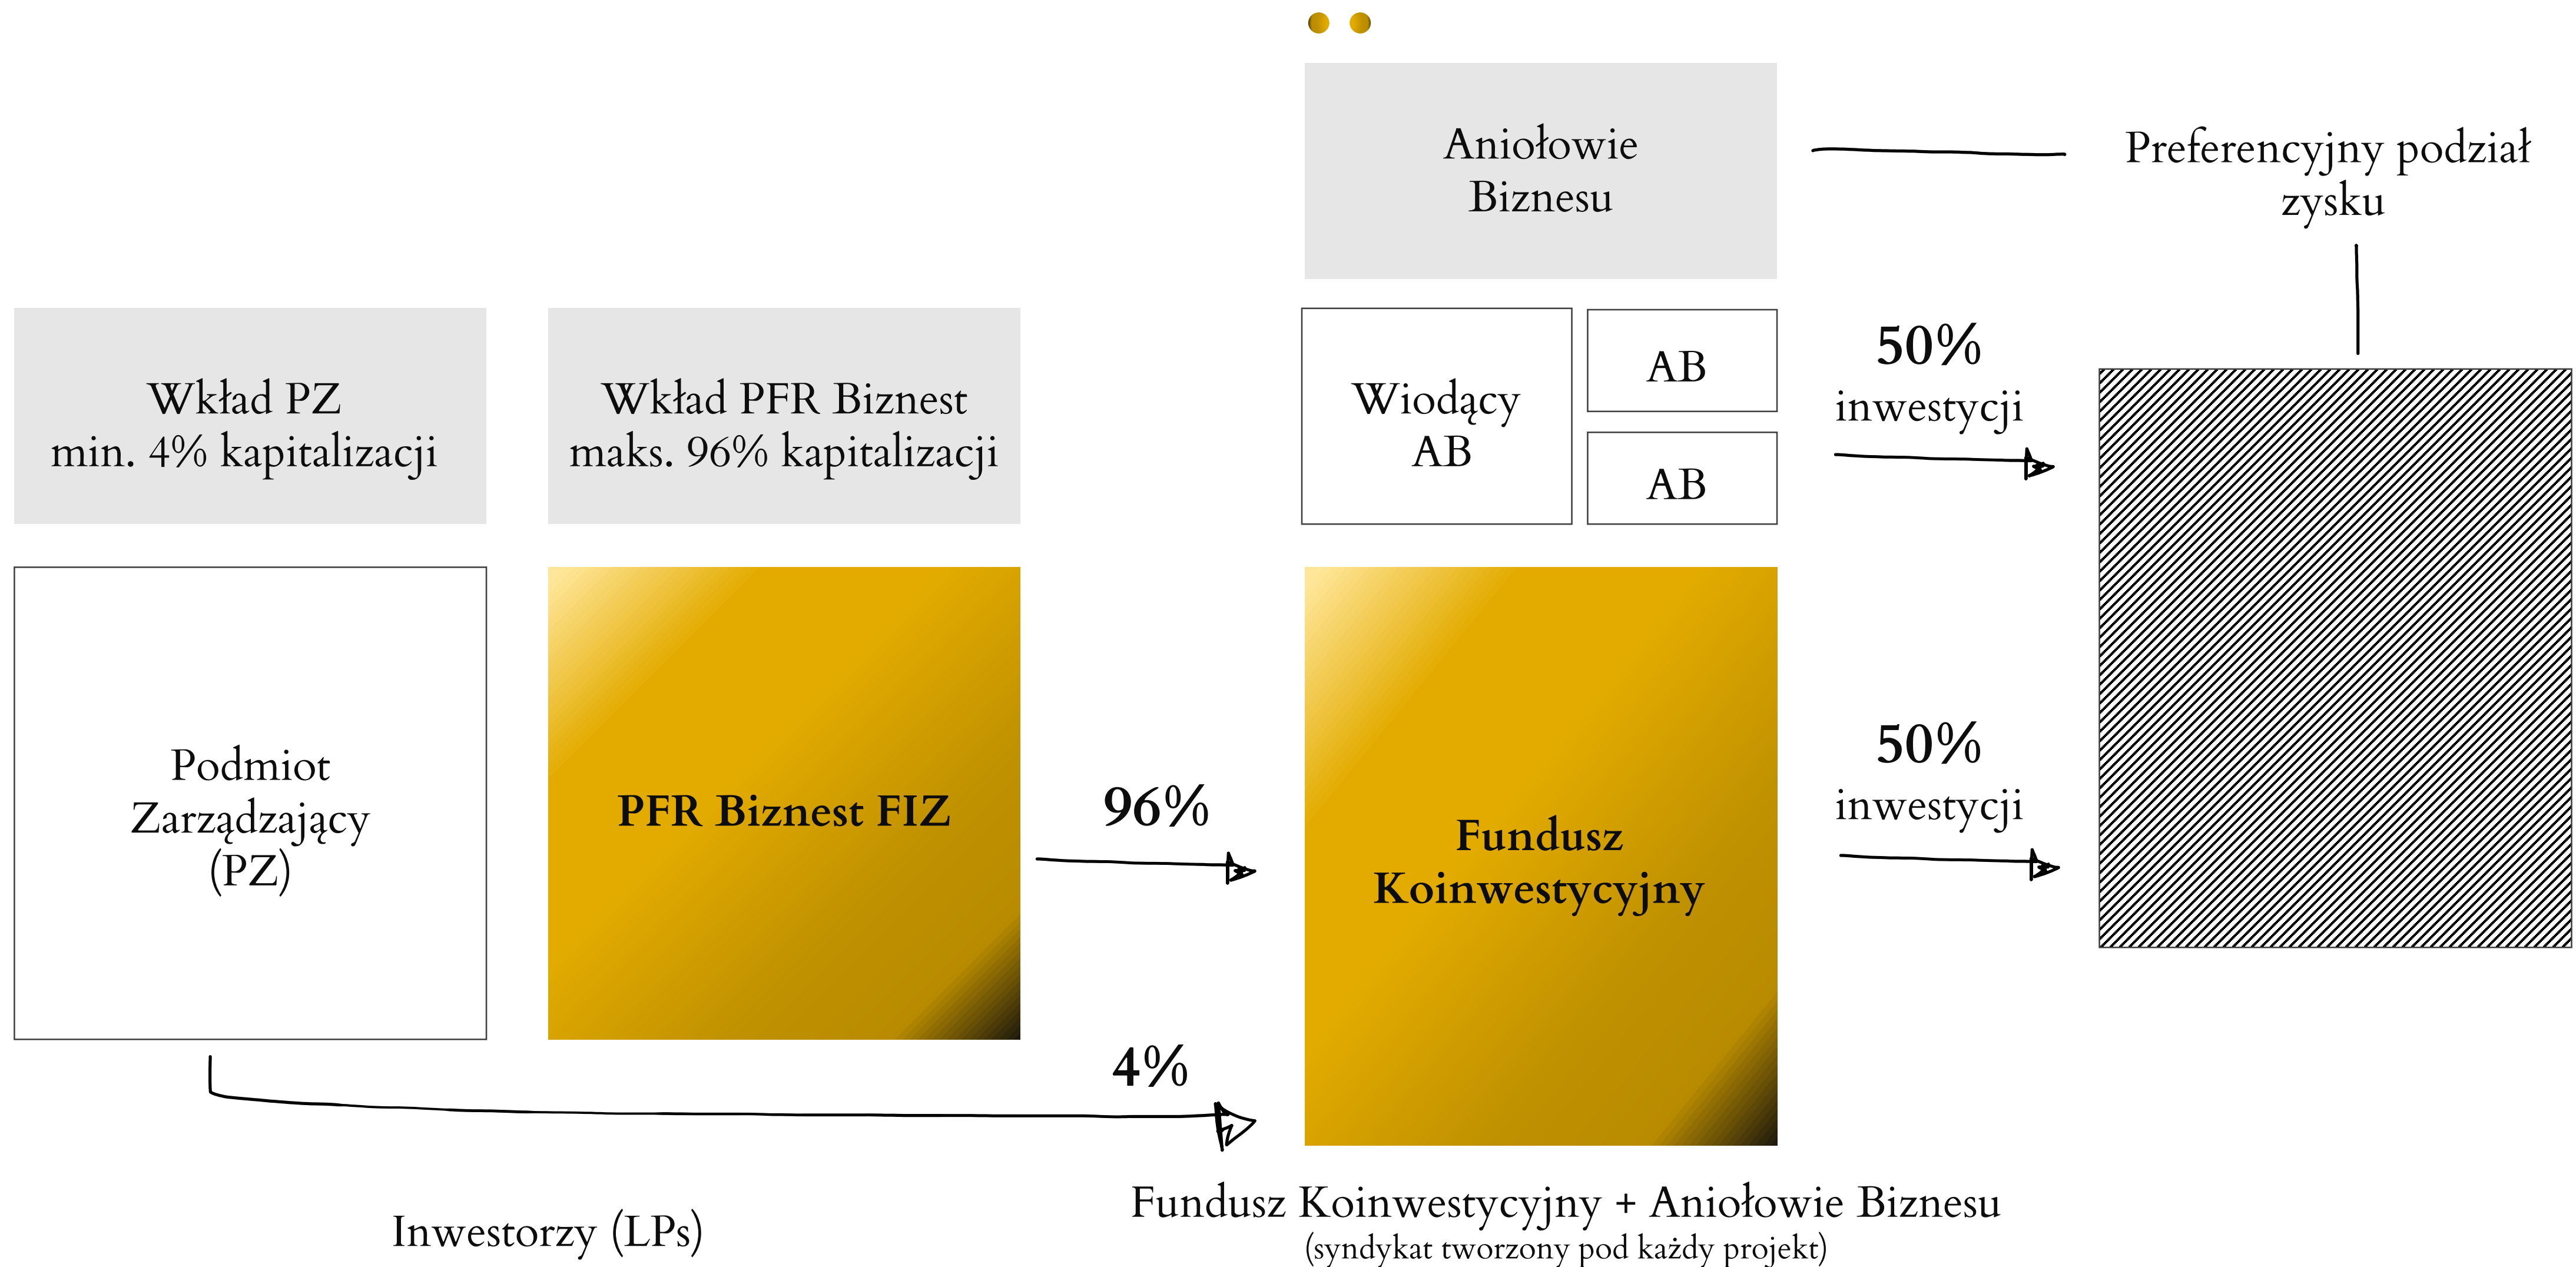 Aniołowie
Biznesu
Preferencyjny podział
zysku
Wkład PZ
min. 4% kapitalizacji
Wkład PFR Biznest
maks. 96% kapitalizacji
Wiodący
AB
AB
AB
50%
inwestycji
Podmiot
Zarządzający
(PZ)
PFR Biznest FIZ
96%
Fundusz
Koinwestycyjny
50%
inwestycji
4%
Inwestorzy (LPs)
Fundusz Koinwestycyjny + Aniołowie Biznesu
(syndykat tworzony pod każdy projekt)